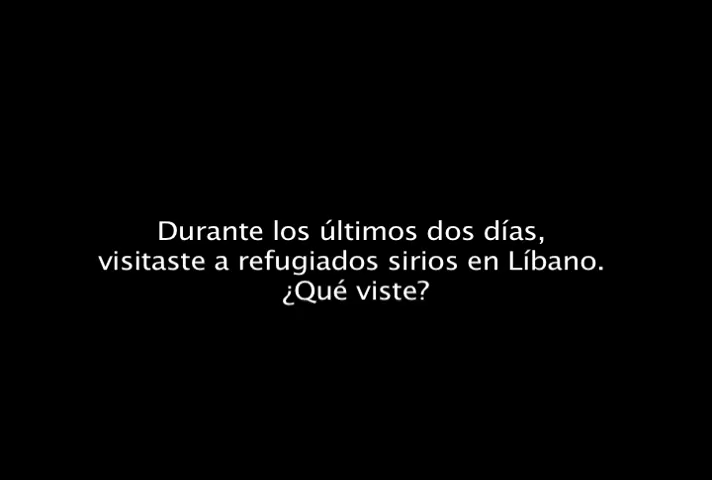 Durante los últimos dos días,
visitaste a refugiados sirios en Líbano.
¿Qué viste?